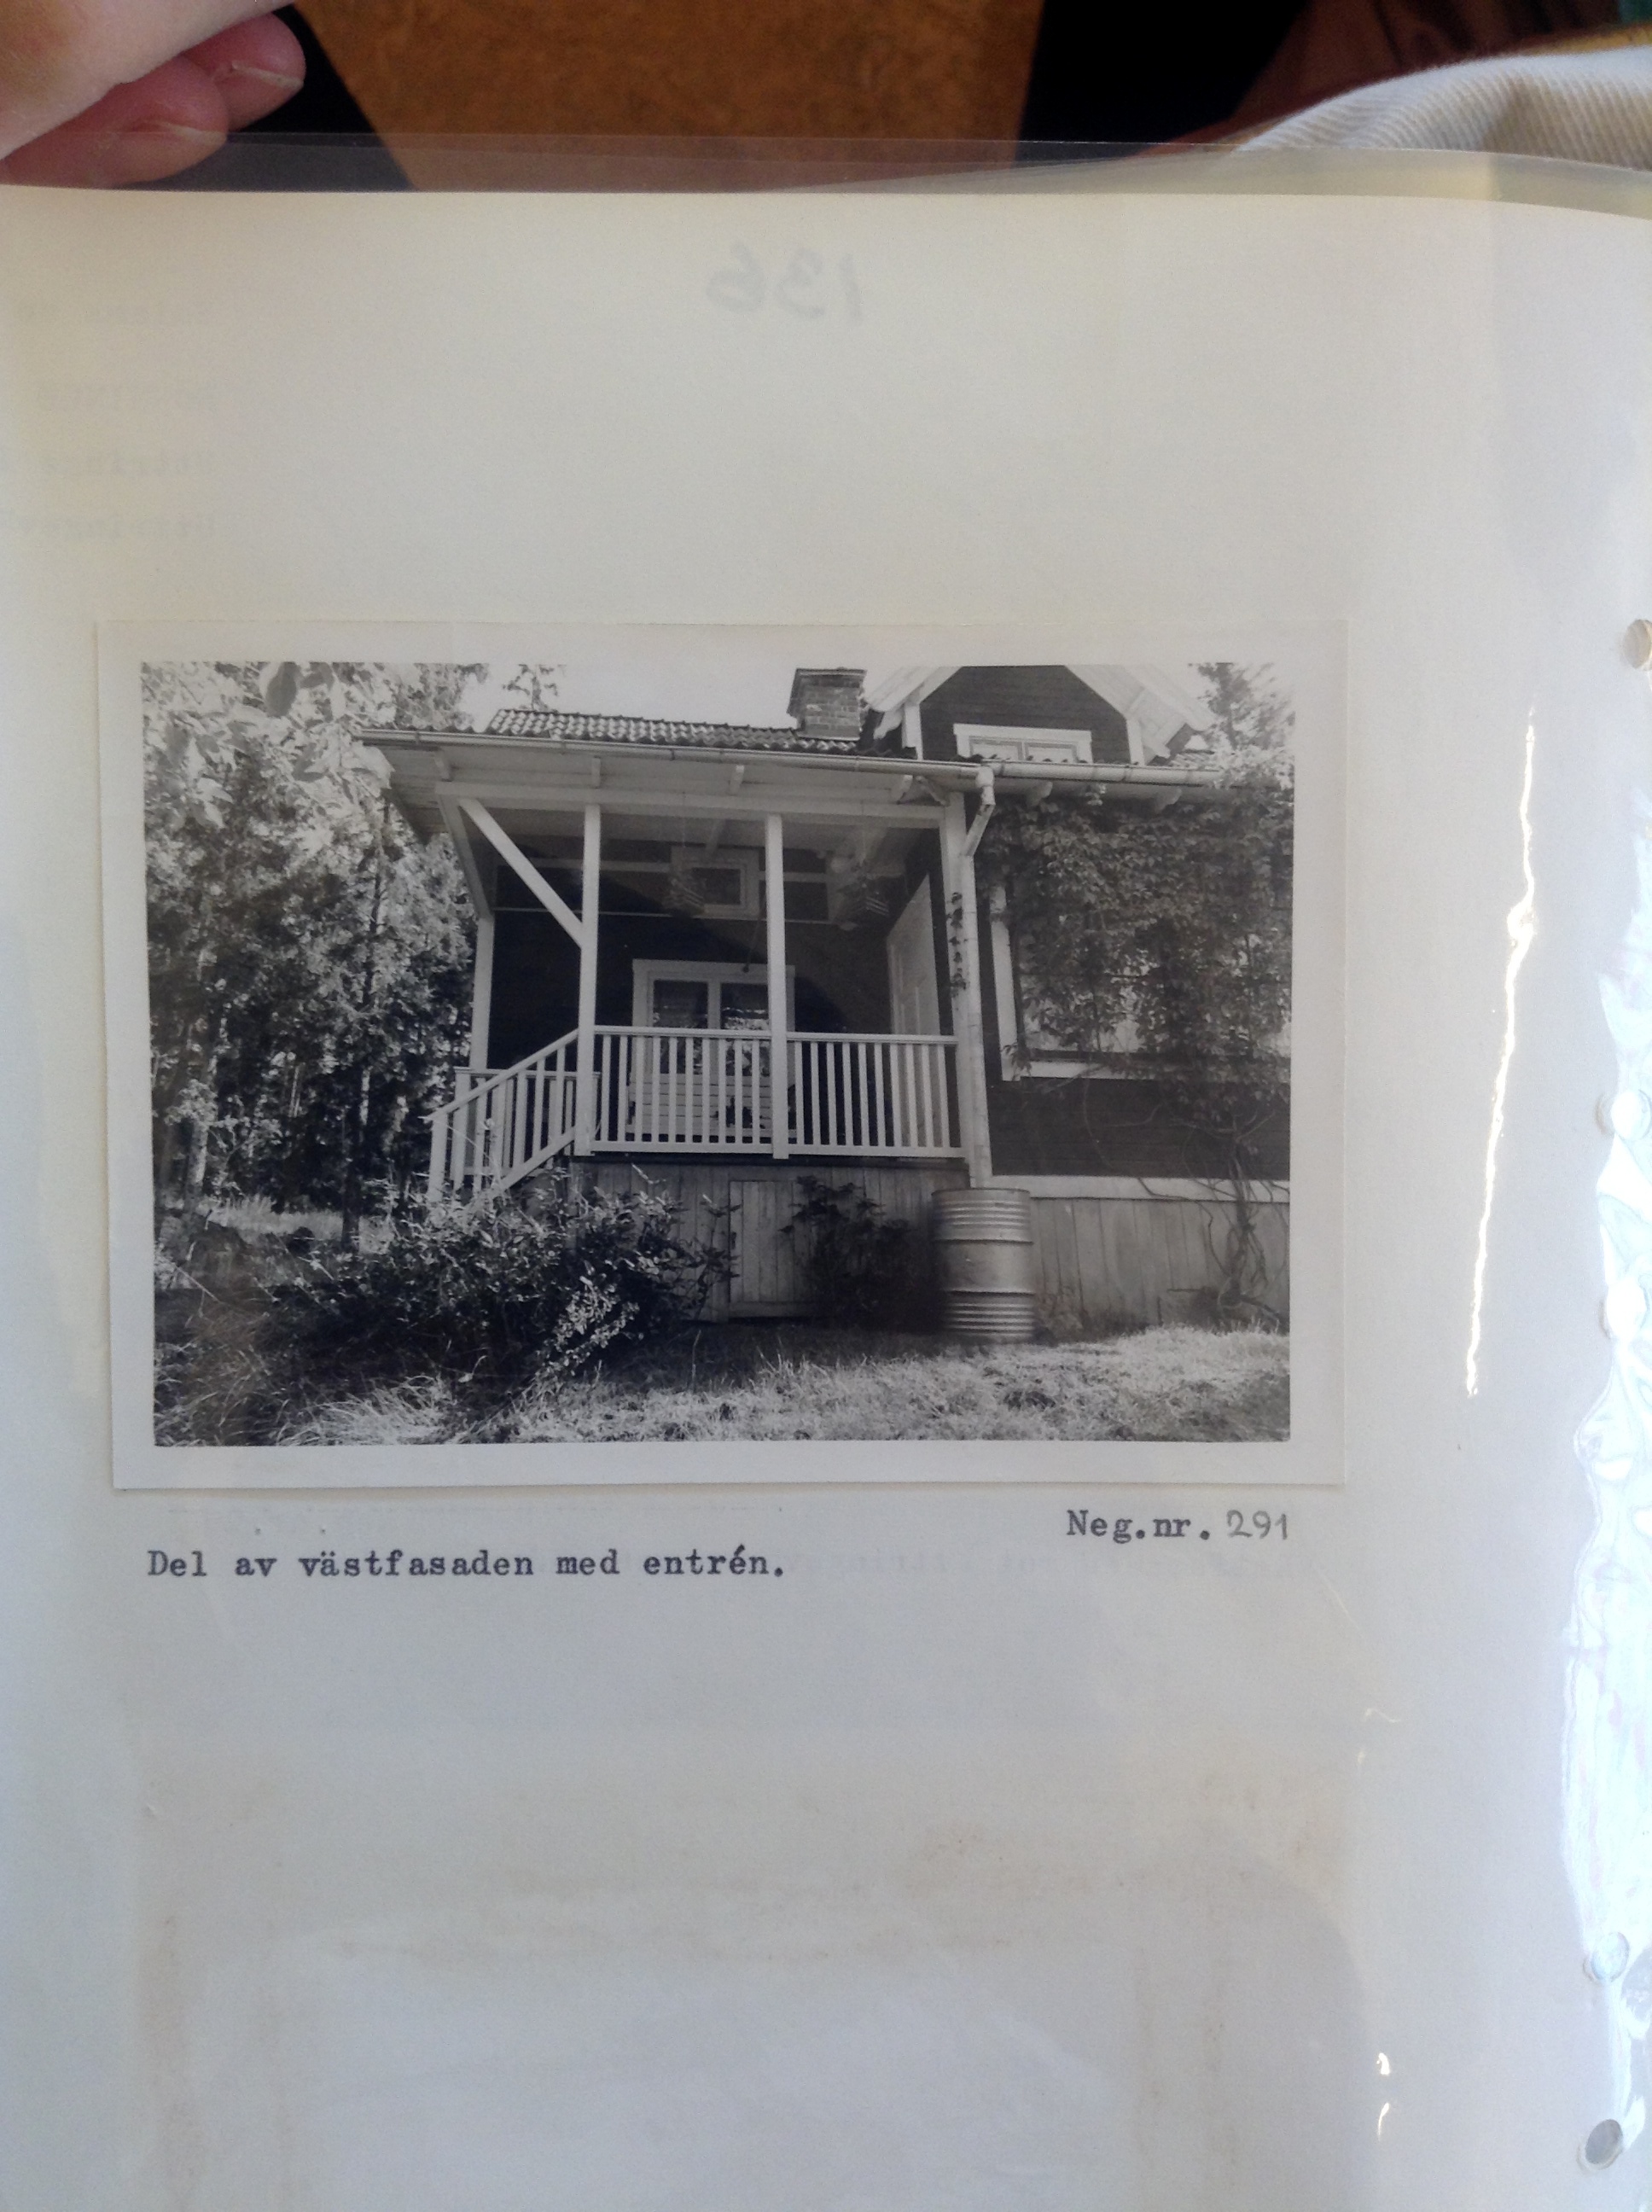 136
Neg.nr. 291
Del av västfasaden med entrén.